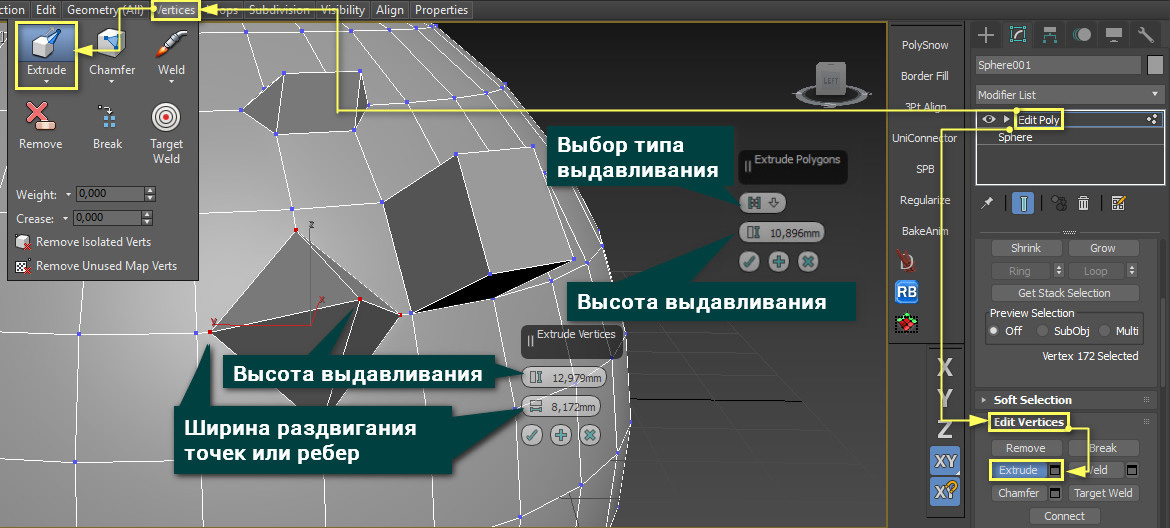 ction Edit Geometry (All) Vertices ops Subdivision Visibility Align Properties
Extrude Chamfer Weld
Remove Break Target Weld
Weight: 0,000
Crease: 0,000
Remove Isolated Verts
Remove Unused Map Verts
z
x
y
LEFT
Выбор типа
выдавливания
Extrude Polygons
10,896mm
Высота выдавливания
Extrude Vertices
12,979mm
8,172mm
Высота выдавливания
Ширина раздвигания
точек или ребер
PolySnow
Border Fill
3Pt Align
UniConnector
SPB
Regularize
BakeAnim
RB
X
Y
Z
XY
X?
Sphere001
Modifier List
Edit Poly
Sphere
Shrink Grow
Ring Loop
Get Stack Selection
Preview Selection
Off SubObj Multi
Vertex 172 Selected
Soft Selection
Edit Vertices
Remove Break
Extrude eld
Chamfer Target Weld
Connect